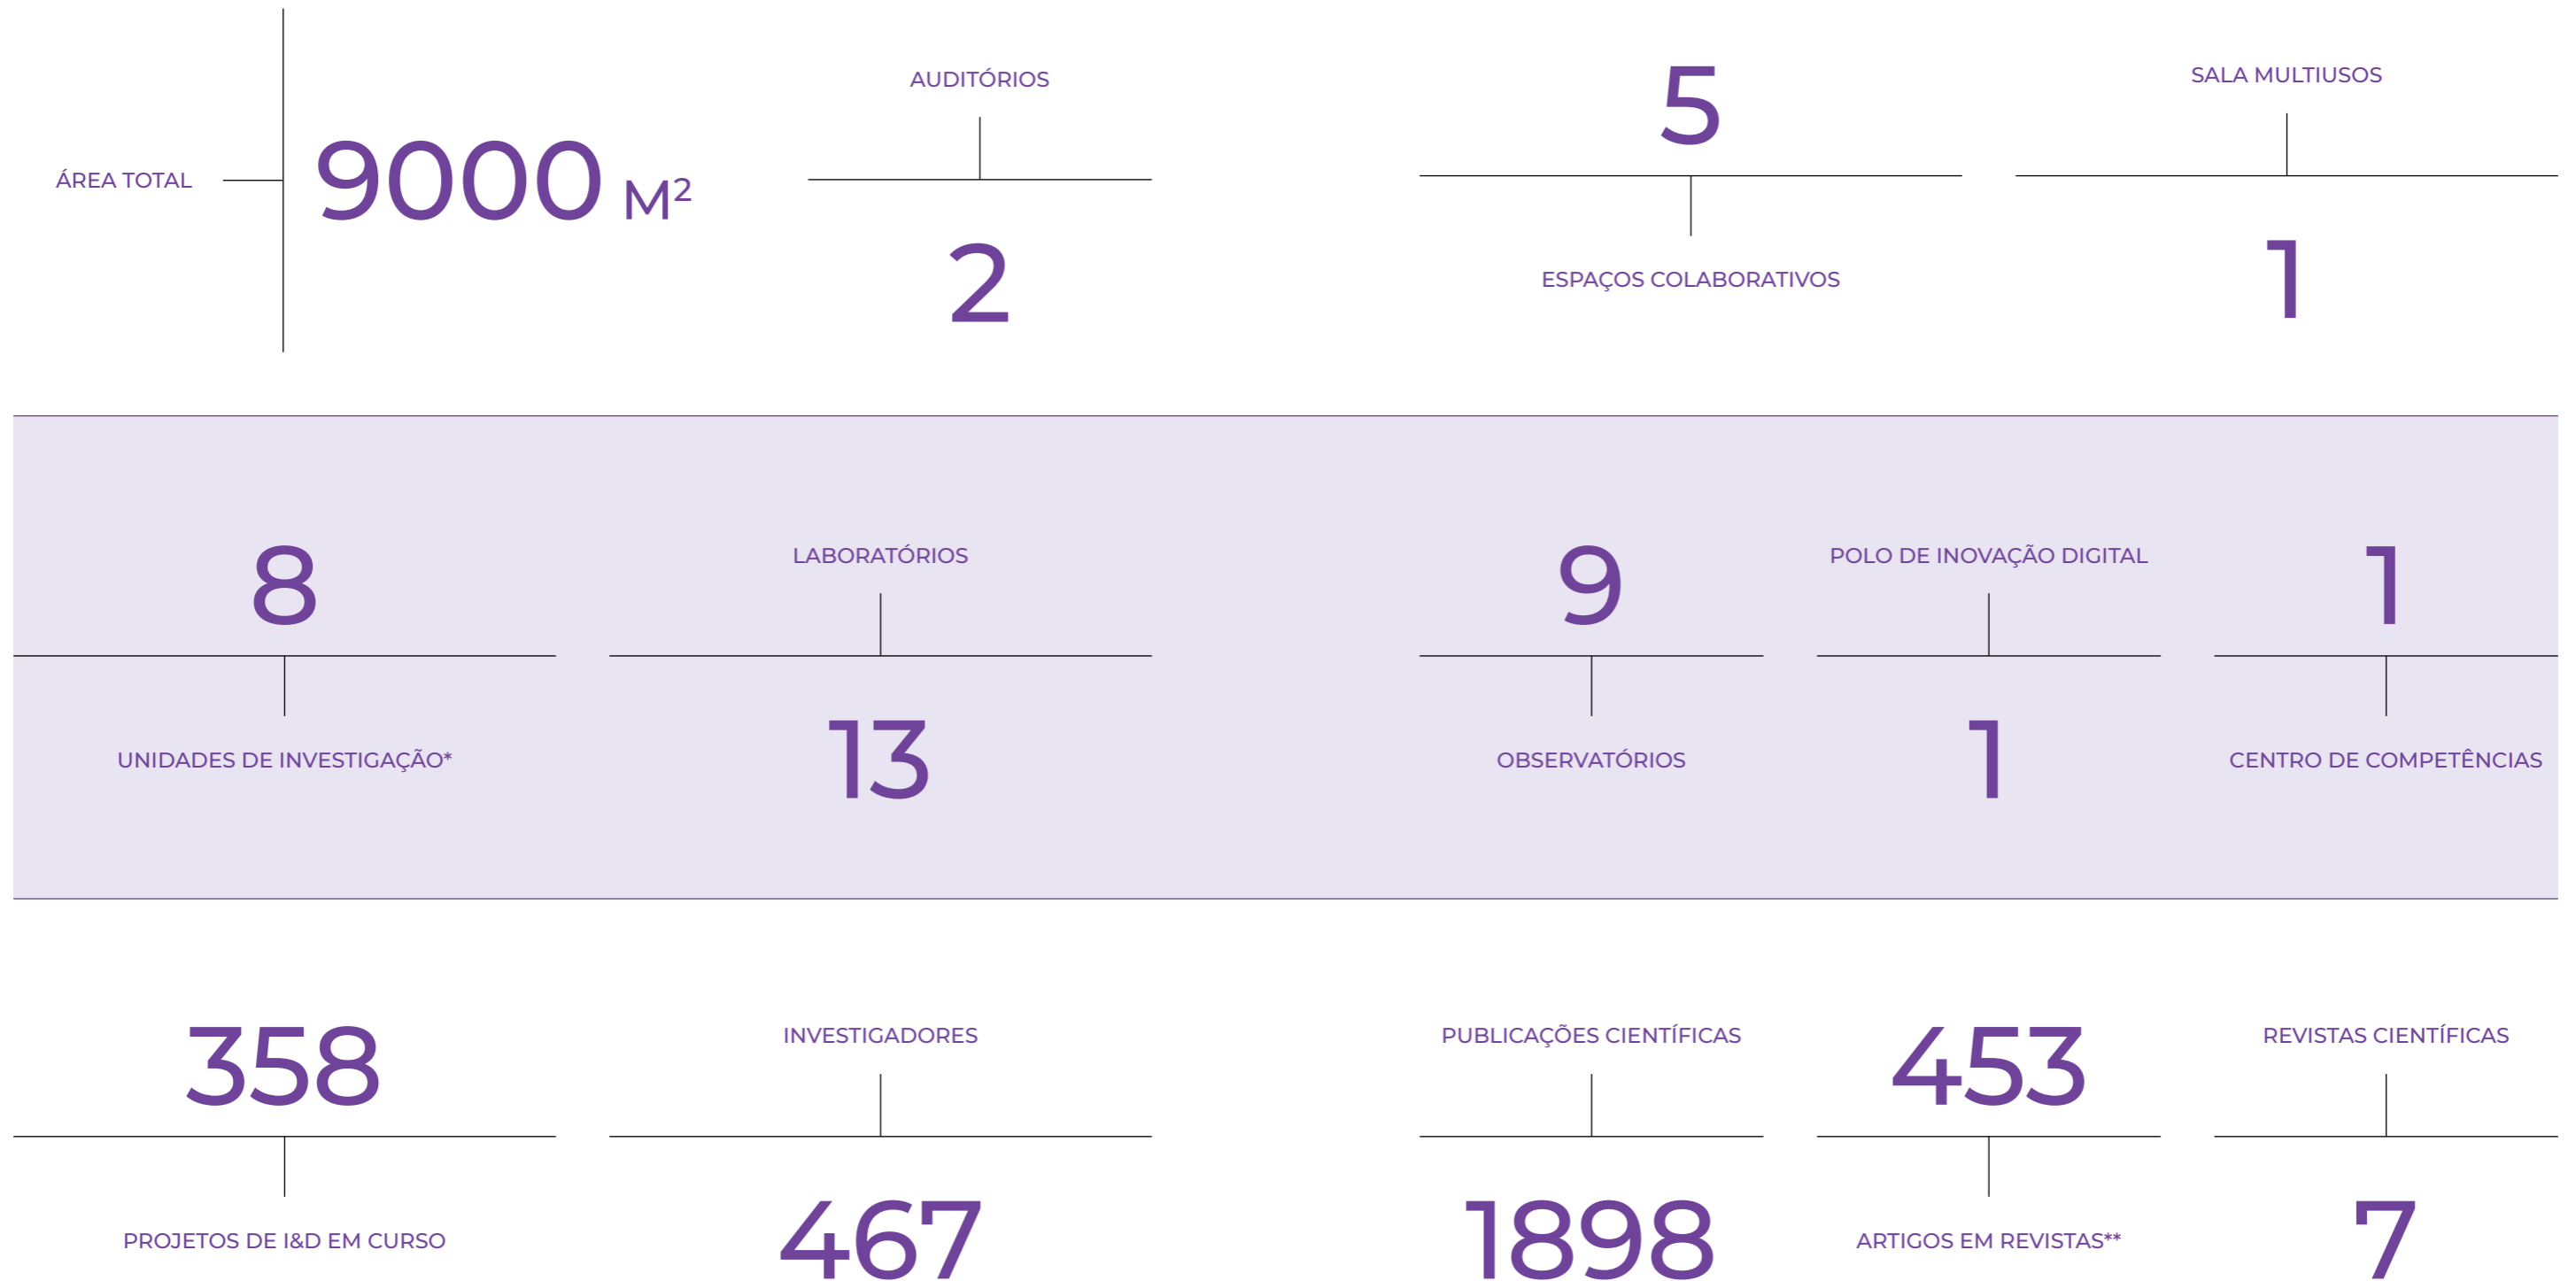 ÁREA TOTAL
9000 M²
AUDITÓRIOS
2
5
ESPAÇOS COLABORATIVOS
SALA MULTIUSOS
1
8
UNIDADES DE INVESTIGAÇÃO*
LABORATÓRIOS
13
9
OBSERVATÓRIOS
POLO DE INOVAÇÃO DIGITAL
1
1
CENTRO DE COMPETÊNCIAS
358
PROJETOS DE I&D EM CURSO
INVESTIGADORES
467
PUBLICAÇÕES CIENTÍFICAS
1898
453
ARTIGOS EM REVISTAS**
REVISTAS CIENTÍFICAS
7